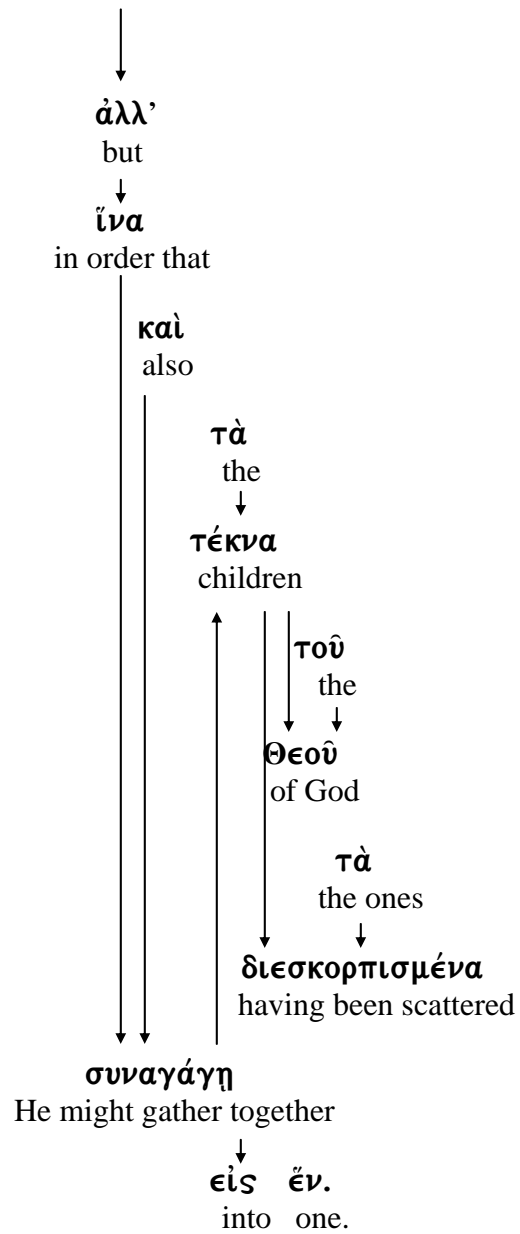 ἀλλ’
but
ἵνα
in order that
καὶ
also
τὰ
the
τέκνα
children
τοῦ
the
Θεοῦ
of God
τὰ
the ones
διεσκορπισμένα
having been scattered
συναγάγῃ
He might gather together
εἰς ἕν.
into one.